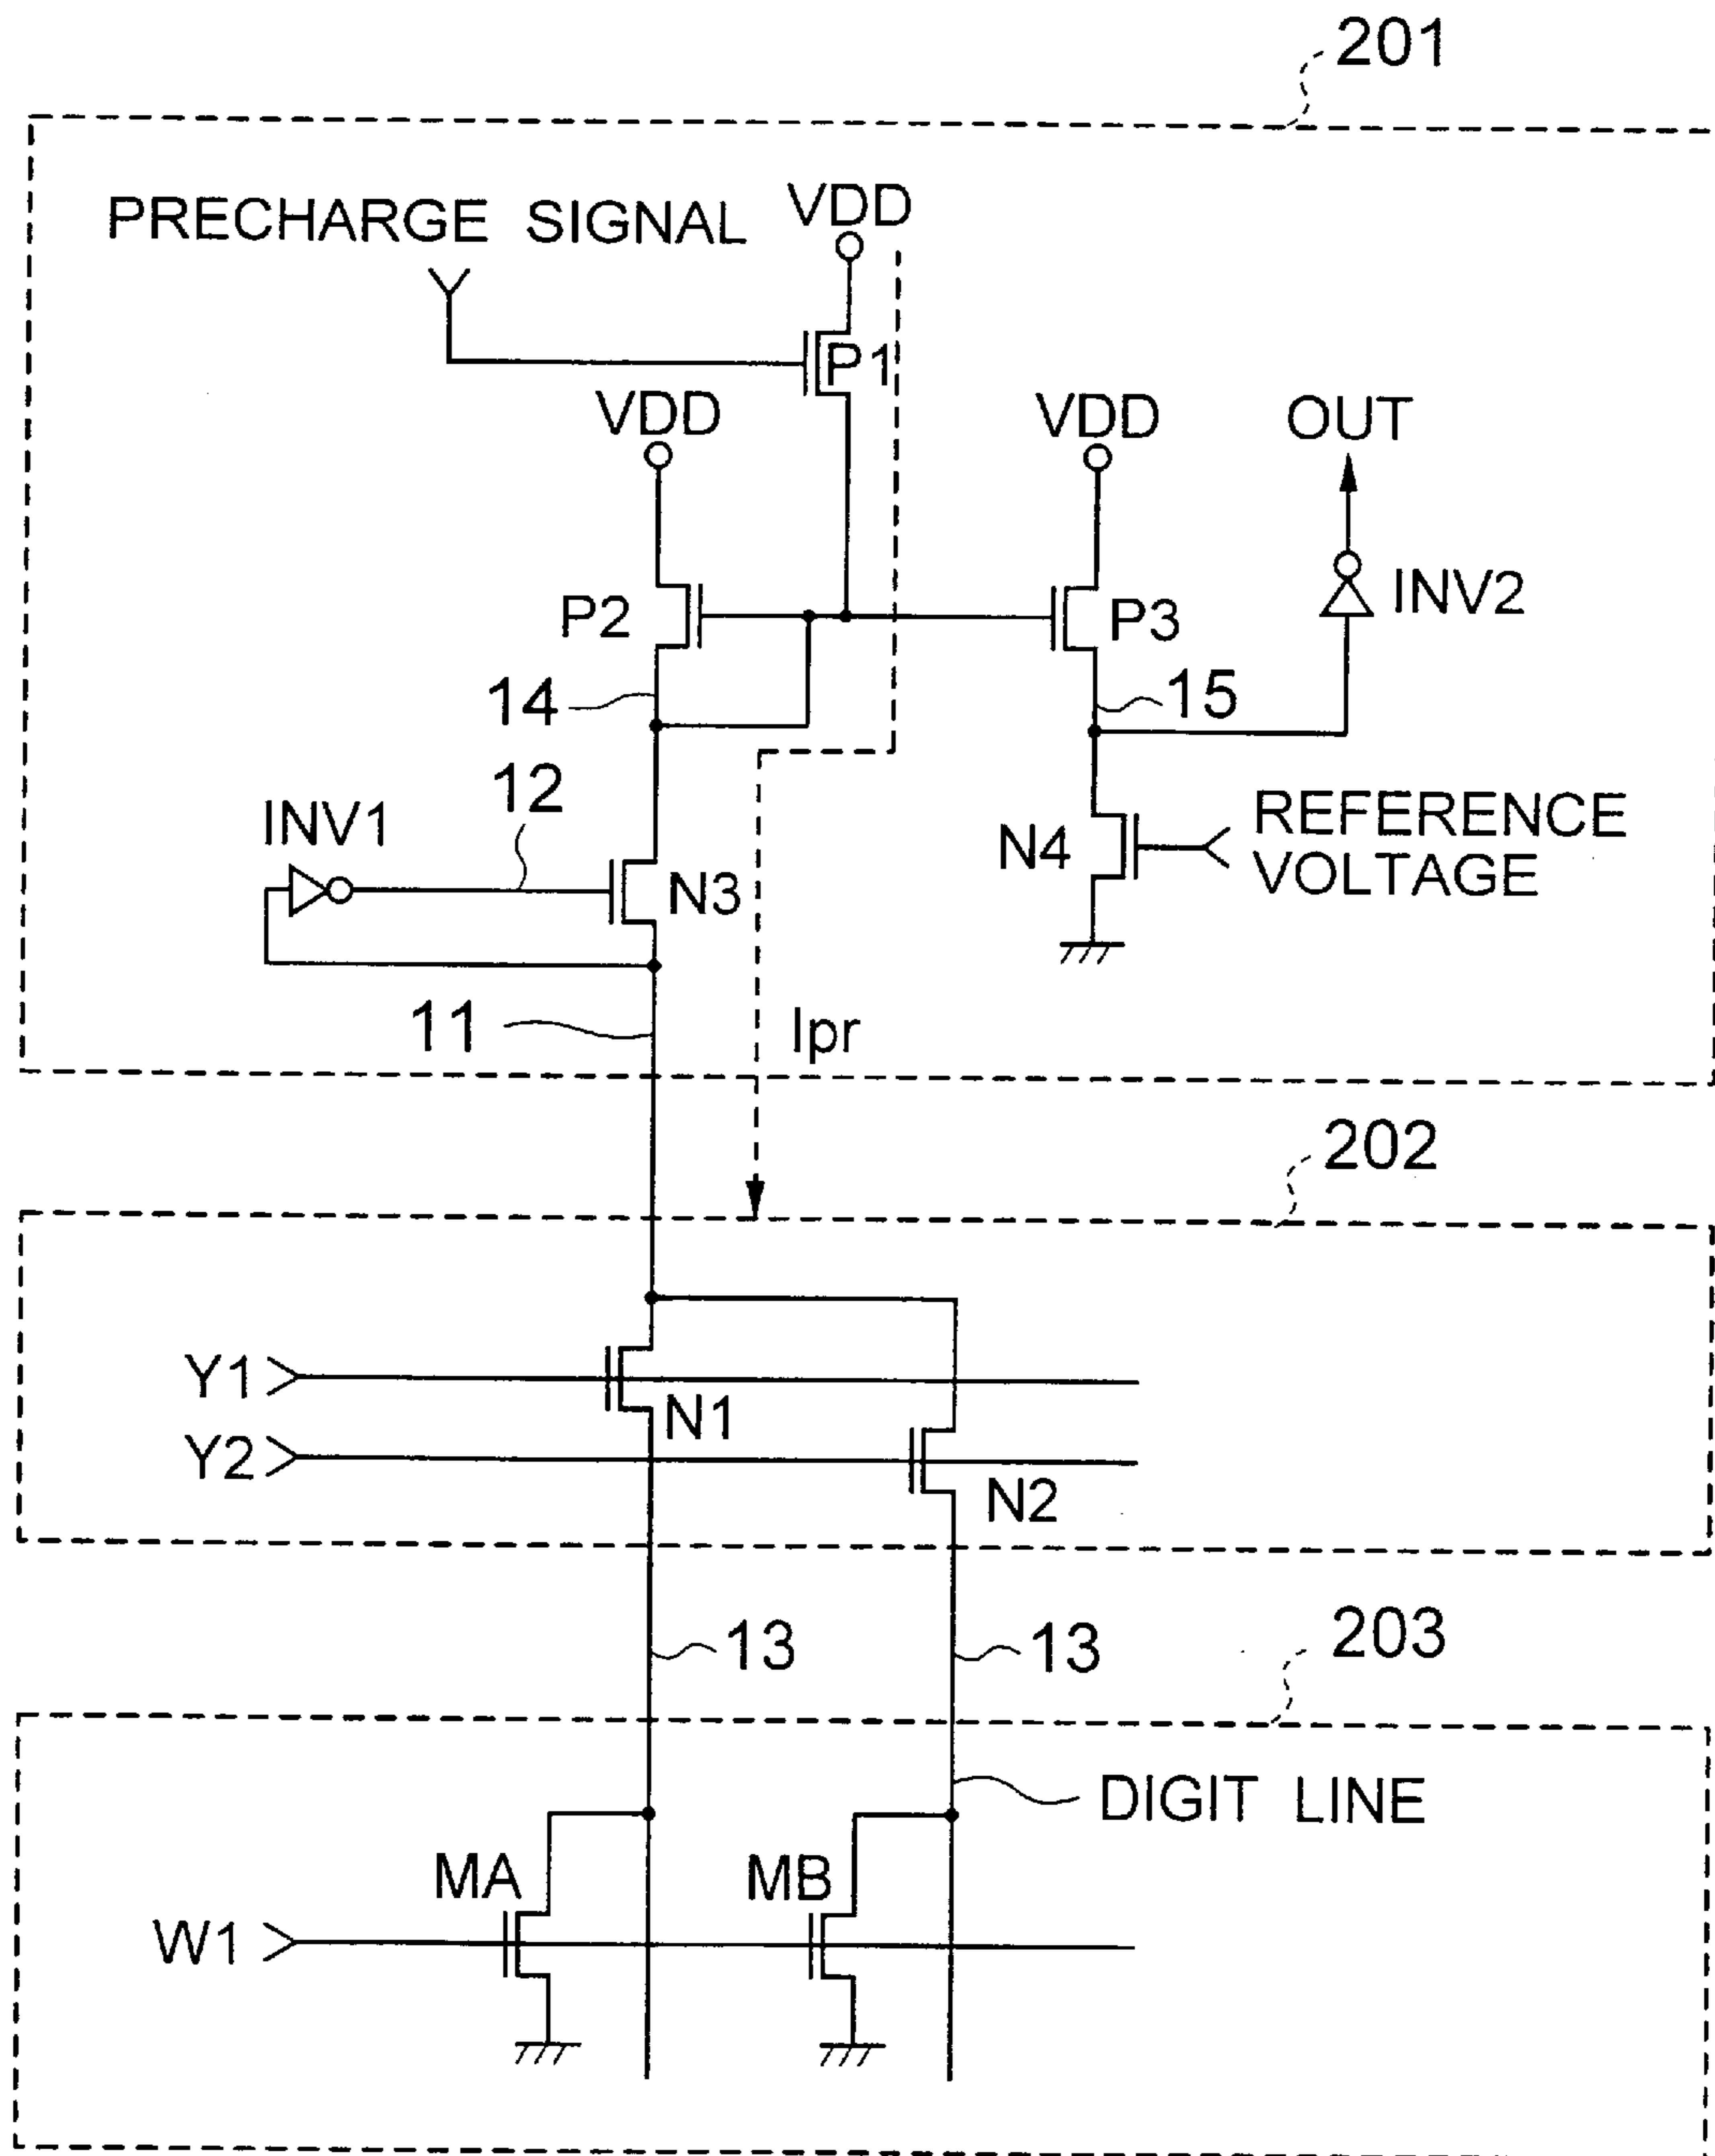 201
PRECHARGE SIGNAL
VDD
P1
VDD
VDD
OUT
P2
P3
INV2
14
15
12
INV1
N3
N4
REFERENCE
VOLTAGE
11
Ipr
202
Y1
N1
Y2
N2
13
13
203
DIGIT LINE
MA
MB
W1